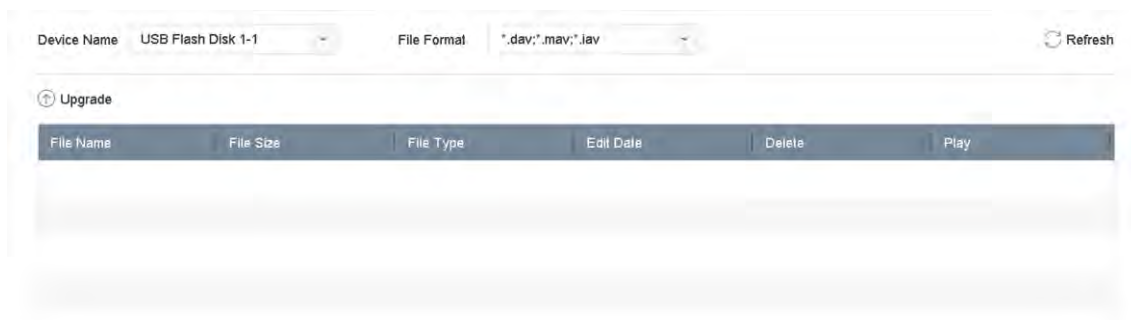 Device Name USB Flash Disk 1-1 File Format *.dav;*.mav;*.iav Refresh
Upgrade
File Name File Size File Type Edit Date Delete Play